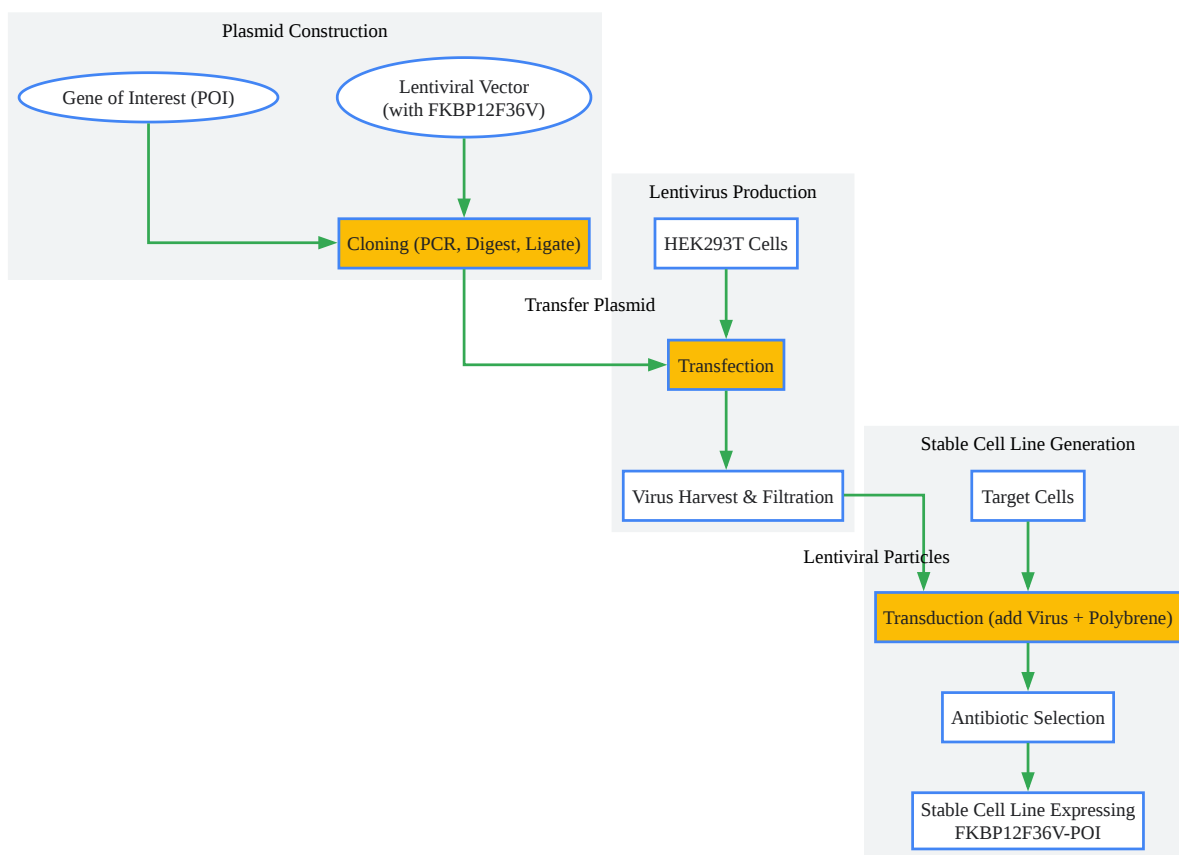 Plasmid Construction
Gene of Interest (POI)
Lentiviral Vector
(with FKBP12F36V)
Cloning (PCR, Digest, Ligate)
Transfer Plasmid
Lentivirus Production
HEK293T Cells
Transfection
Virus Harvest & Filtration
Lentiviral Particles
Stable Cell Line Generation
Target Cells
Transduction (add Virus + Polybrene)
Antibiotic Selection
Stable Cell Line Expressing
FKBP12F36V-POI